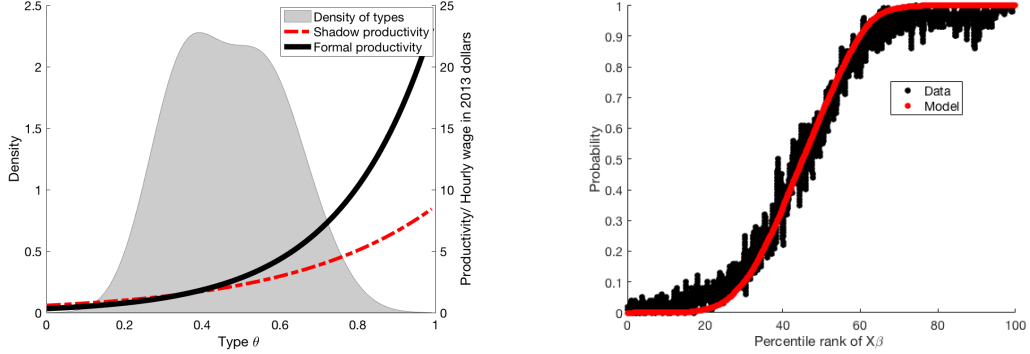 2.5
2
1.5
1
0.5
0
Density
Density of types
Shadow productivity
Formal productivity
25
20
15
10
5
0
Productivity/ Hourly wage in 2013 dollars
0 0.2 0.4 0.6 0.8 1
Type θ
1
0.9
0.8
0.7
0.6
0.5
0.4
0.3
0.2
0.1
0
Probability
Data
Model
0 20 40 60 80 100
Percentile rank of Xβ